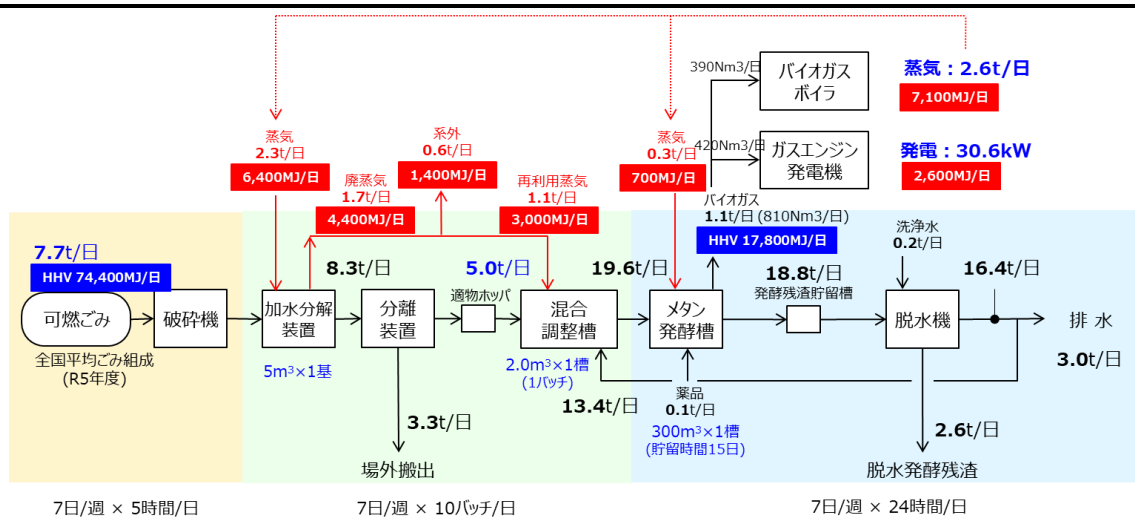 390Nm3/日
バイオガス
ボイラ
蒸気：2.6t/日
7,100MJ/日
420Nm3/日
ガスエンジン
発電機
発電：30.6kW
2,600MJ/日
蒸気
2.3t/日
6,400MJ/日
廃蒸気
1.7t/日
4,400MJ/日
系外
0.6t/日
1,400MJ/日
再利用蒸気
1.1t/日
3,000MJ/日
蒸気
0.3t/日
700MJ/日
バイオガス
1.1t/日 (810Nm3/日)
HHV 17,800MJ/日
7.7t/日
HHV 74,400MJ/日
可燃ごみ
全国平均ごみ組成
(R5年度)
破砕機
加水分解
装置
5m³×1基
8.3t/日
分離
装置
3.3t/日
場外搬出
5.0t/日
適物ホッパ
混合
調整槽
2.0m³×1槽
(1バッチ)
13.4t/日
19.6t/日
メタン
発酵槽
薬品
0.1t/日
300m³×1槽
(貯留時間15日)
18.8t/日
発酵残渣貯留槽
洗浄水
0.2t/日
脱水機
16.4t/日
排 水
3.0t/日
2.6t/日
脱水発酵残渣
7日/週 × 5時間/日
7日/週 × 10バッチ/日
7日/週 × 24時間/日